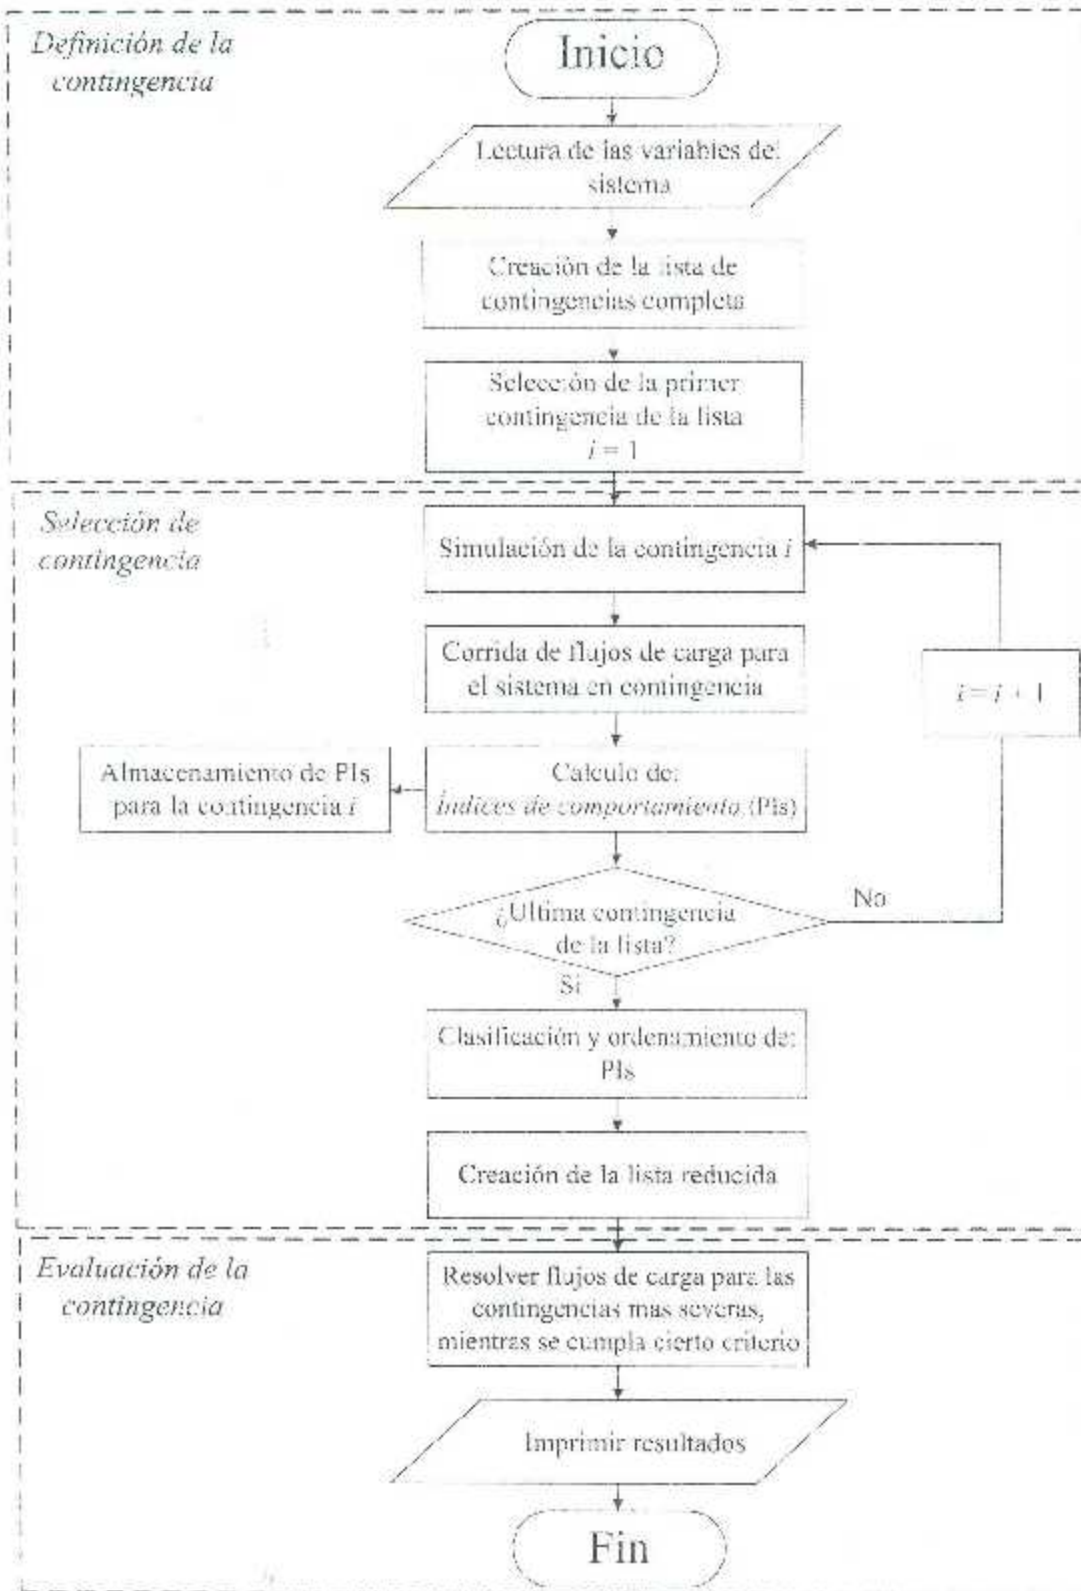 Definición de la
contingencia
Inicio
Lectura de las variables del
sistema
Creación de la lista de
contingencias completa
Selección de la primer
contingencia de la lista
i = 1
Selección de
contingencia
Simulación de la contingencia i
Corrida de flujos de carga para
el sistema en contingencia
i = i + 1
Almacenamiento de PIs
para la contingencia i
Calculo de:
Índices de comportamiento (PIs)
¿Ultima contingencia
de la lista?
No
Si
Clasificación y ordenamiento de:
PIs
Creación de la lista reducida
Evaluación de la
contingencia
Resolver flujos de carga para las
contingencias mas severas,
mientras se cumpla cierto criterio
Imprimir resultados
Fin